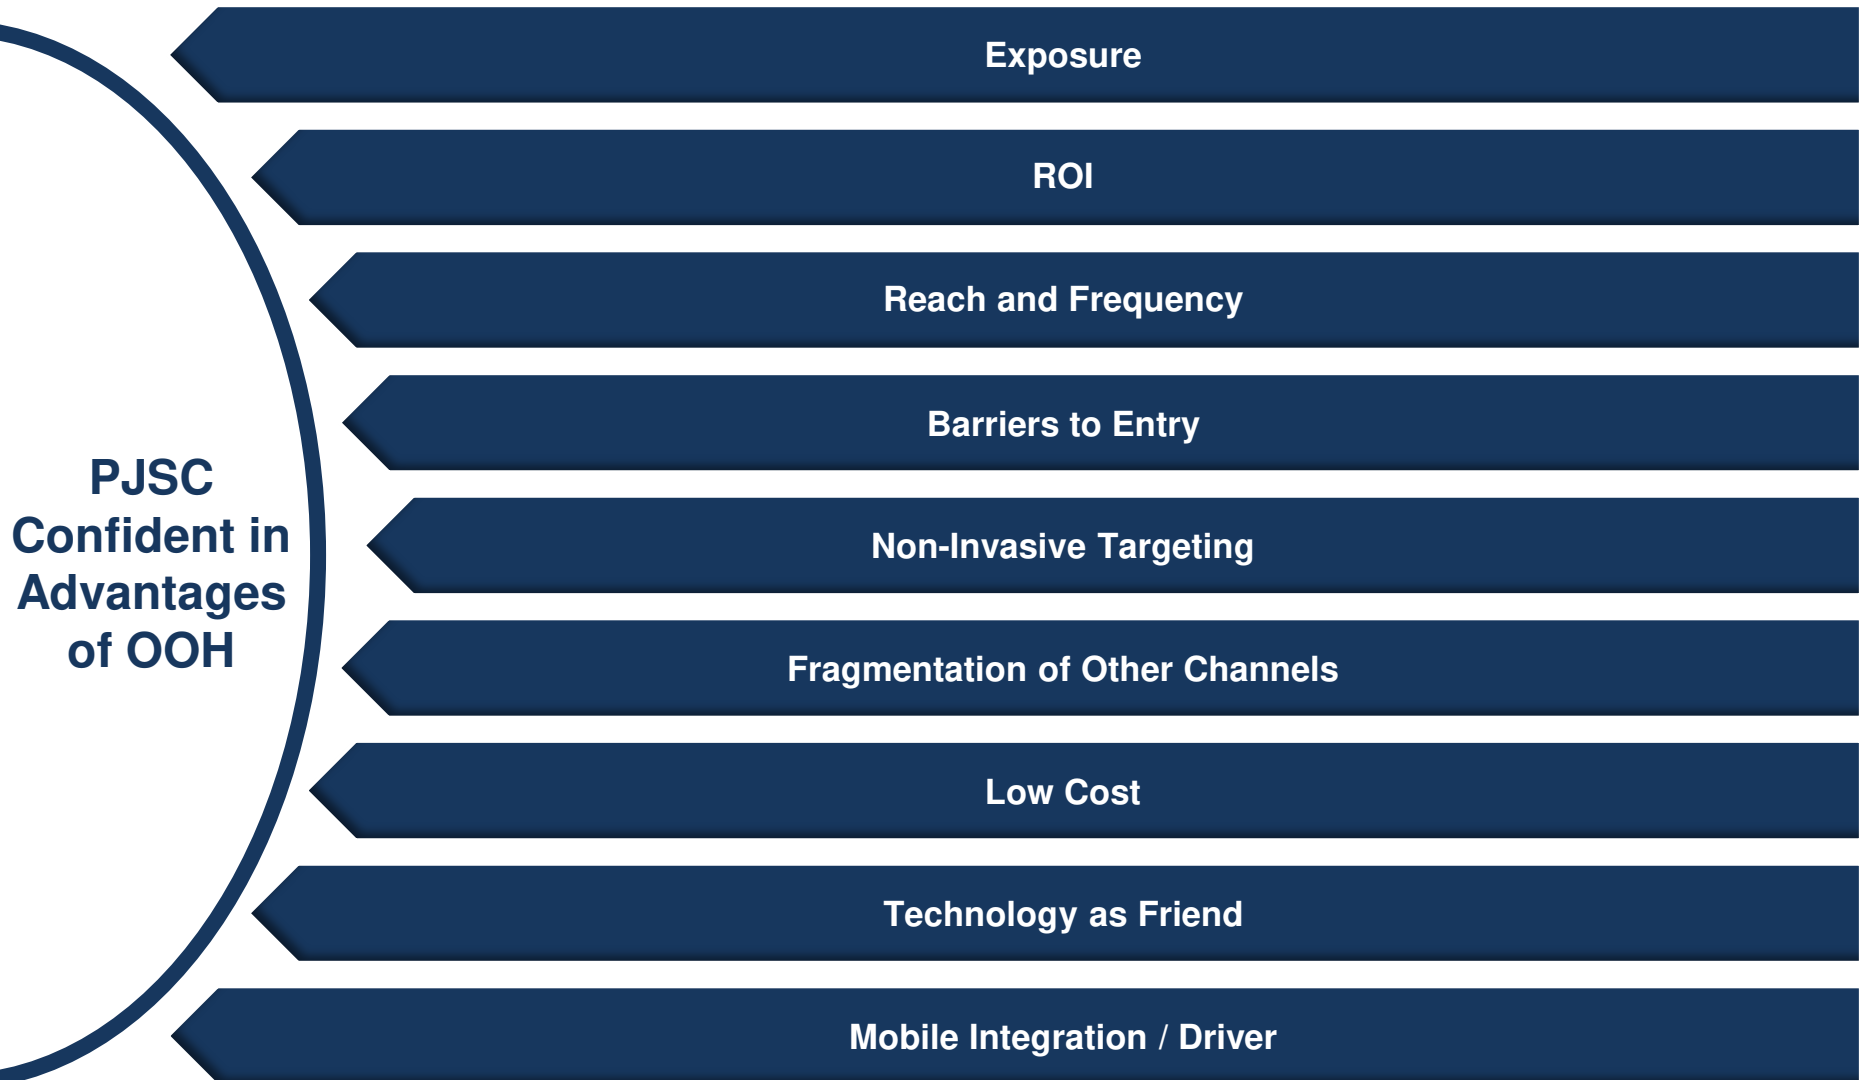 PJSC
Confident in
Advantages
of OOH
Exposure
ROI
Reach and Frequency
Barriers to Entry
Non-Invasive Targeting
Fragmentation of Other Channels
Low Cost
Technology as Friend
Mobile Integration / Driver